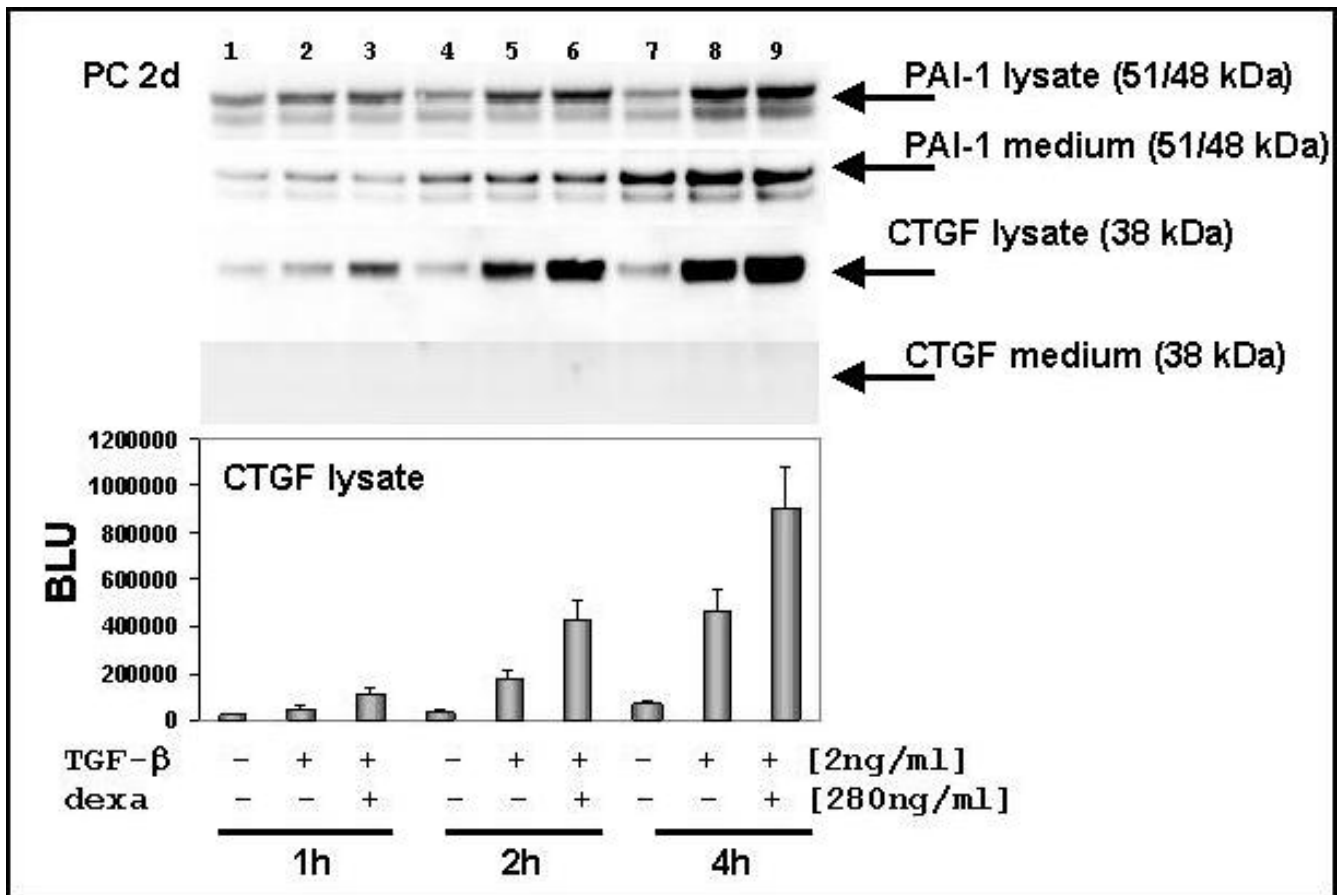 1 2 3 4 5 6 7 8 9
PC 2d
PAI-1 lysate (51/48 kDa)
PAI-1 medium (51/48 kDa)
CTGF lysate (38 kDa)
CTGF medium (38 kDa)
CTGF lysate
BLU
1200000
1000000
800000
600000
400000
200000
0
TGF-β - + + - + + - + + [2ng/ml]
dexa - - + - - + - - + [280ng/ml]
1h 2h 4h